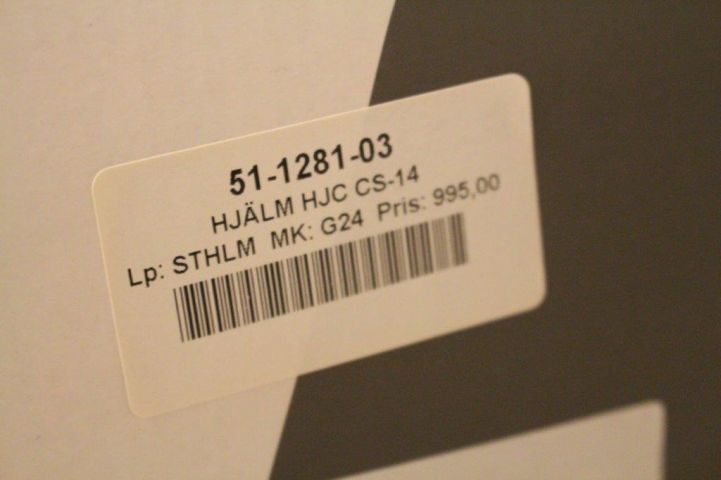 51-1281-03
HJÄLM HJC CS-14
Lp: STHLM MK: G24 Pris: 995,00